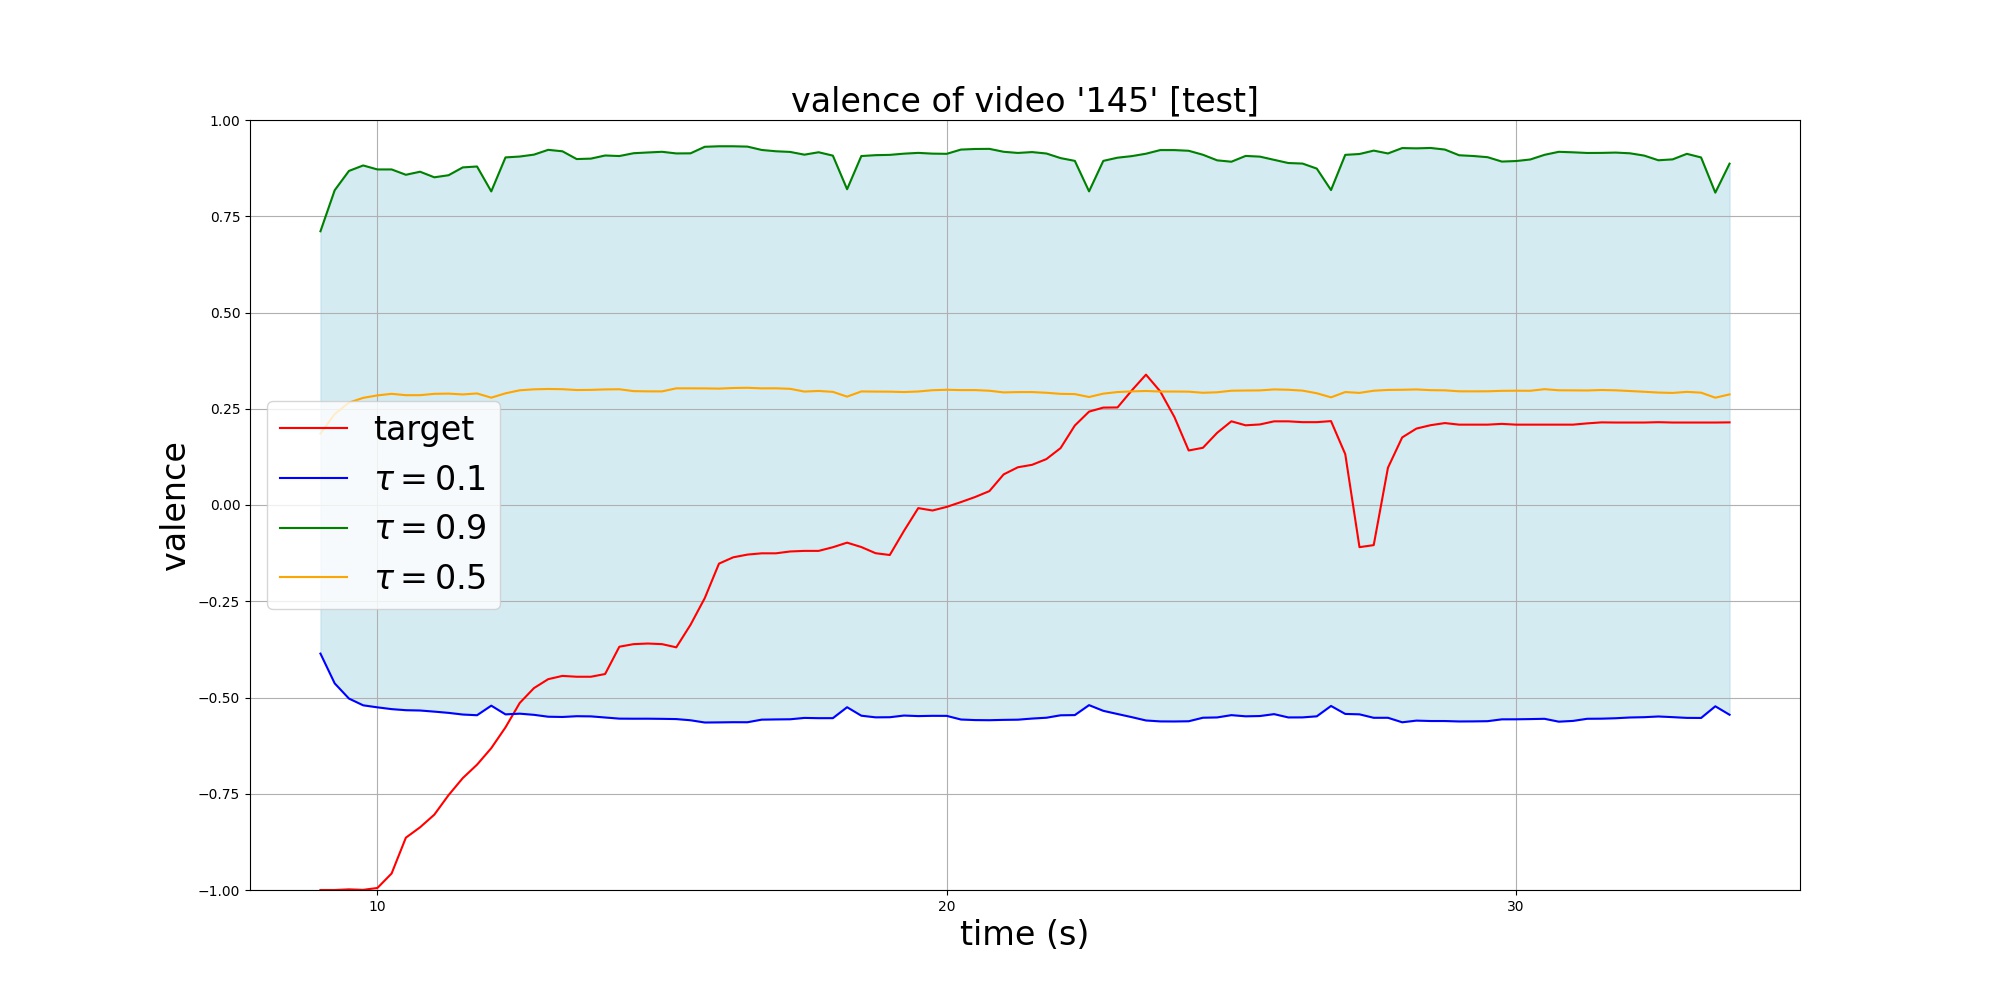 valence of video '145' [test]
1.00
0.75
0.50
0.25
0.00
−0.25
−0.50
−0.75
−1.00
valence
target
τ = 0.1
τ = 0.9
τ = 0.5
10 20 30
time (s)